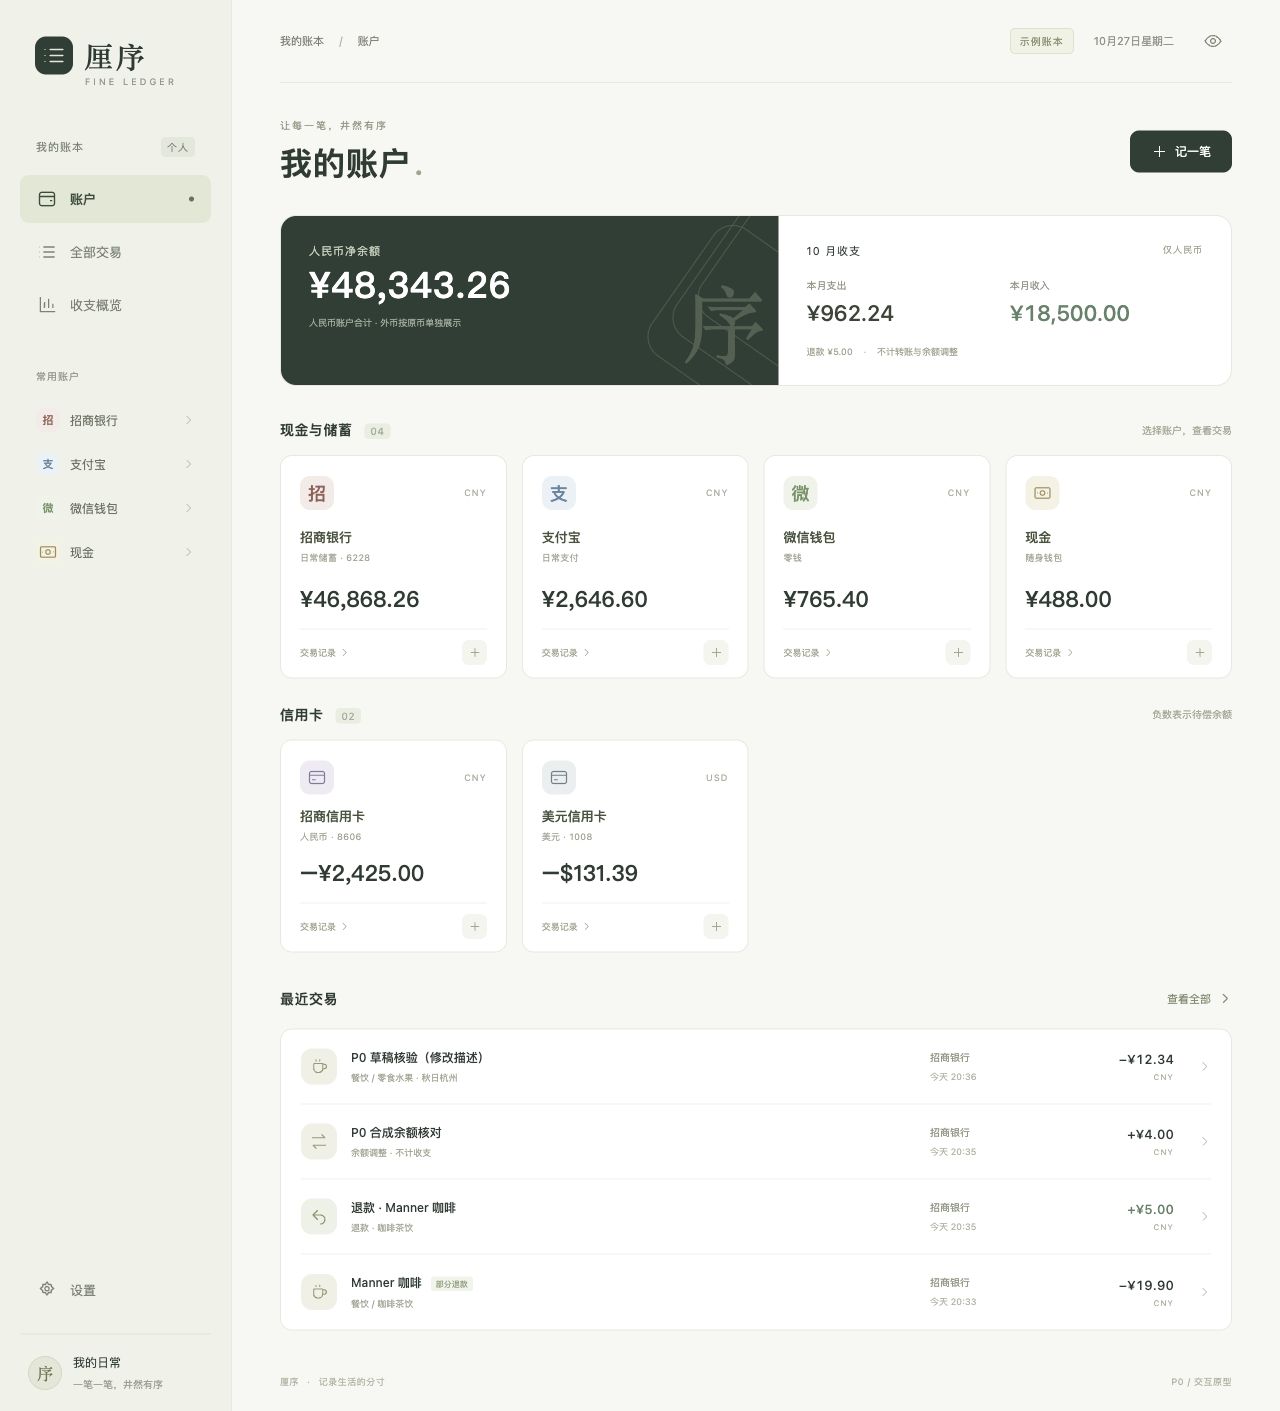 厘序
FINE LEDGER
我的账本 个人
账户
全部交易
收支概览
常用账户
招 招商银行
支 支付宝
微 微信钱包
现金
设置
序 我的日常
一笔一笔，井然有序
我的账本 / 账户
示例账本 10月27日星期二
让每一笔，井然有序
我的账户.
记一笔
人民币净余额
¥48,343.26
人民币账户合计 · 外币按原币单独展示
序
10 月收支 仅人民币
本月支出 本月收入
¥962.24 ¥18,500.00
退款 ¥5.00 · 不计转账与余额调整
现金与储蓄 04 选择账户，查看交易
招 CNY
招商银行
日常储蓄 · 6228
¥46,868.26
交易记录
支 CNY
支付宝
日常支付
¥2,646.60
交易记录
微 CNY
微信钱包
零钱
¥765.40
交易记录
CNY
现金
随身钱包
¥488.00
交易记录
信用卡 02 负数表示待偿余额
CNY
招商信用卡
人民币 · 8606
−¥2,425.00
交易记录
USD
美元信用卡
美元 · 1008
−$131.39
交易记录
最近交易 查看全部
P0 草稿核验（修改描述） 招商银行 −¥12.34
餐饮 / 零食水果 · 秋日杭州 今天 20:36 CNY
P0 合成余额核对 招商银行 +¥4.00
余额调整 · 不计收支 今天 20:35 CNY
退款 · Manner 咖啡 招商银行 +¥5.00
退款 · 咖啡茶饮 今天 20:35 CNY
Manner 咖啡 部分退款 招商银行 −¥19.90
餐饮 / 咖啡茶饮 今天 20:33 CNY
厘序 · 记录生活的分寸 P0 / 交互原型